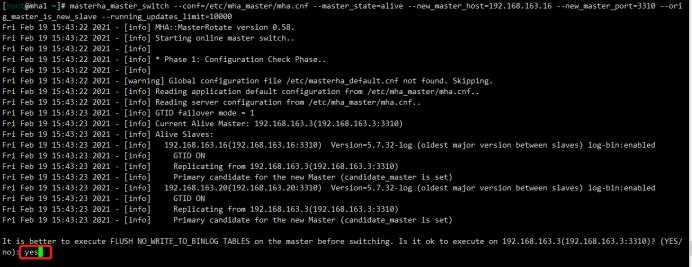 [root@mha1 ~]# masterha_master_switch --conf=/etc/mha_master/mha.cnf --master_state=alive --new_master_host=192.168.163.16 --new_master_port=3310 --ori
g_master_is_new_slave --running_updates_limit=10000
Fri Feb 19 15:43:22 2021 - [info] MHA::MasterRotate version 0.58.
Fri Feb 19 15:43:22 2021 - [info] Starting online master switch..
Fri Feb 19 15:43:22 2021 - [info]
Fri Feb 19 15:43:22 2021 - [info] * Phase 1: Configuration Check Phase..
Fri Feb 19 15:43:22 2021 - [info]
Fri Feb 19 15:43:22 2021 - [warning] Global configuration file /etc/masterha_default.cnf not found. Skipping.
Fri Feb 19 15:43:22 2021 - [info] Reading application default configuration from /etc/mha_master/mha.cnf..
Fri Feb 19 15:43:22 2021 - [info] Reading server configuration from /etc/mha_master/mha.cnf..
Fri Feb 19 15:43:23 2021 - [info] GTID failover mode = 1
Fri Feb 19 15:43:23 2021 - [info] Current Alive Master: 192.168.163.3(192.168.163.3:3310)
Fri Feb 19 15:43:23 2021 - [info] Alive Slaves:
Fri Feb 19 15:43:23 2021 - [info]   192.168.163.16(192.168.163.16:3310)  Version=5.7.32-log (oldest major version between slaves) log-bin:enabled
Fri Feb 19 15:43:23 2021 - [info]     GTID ON
Fri Feb 19 15:43:23 2021 - [info]     Replicating from 192.168.163.3(192.168.163.3:3310)
Fri Feb 19 15:43:23 2021 - [info]     Primary candidate for the new Master (candidate_master is set)
Fri Feb 19 15:43:23 2021 - [info]   192.168.163.20(192.168.163.20:3310)  Version=5.7.32-log (oldest major version between slaves) log-bin:enabled
Fri Feb 19 15:43:23 2021 - [info]     GTID ON
Fri Feb 19 15:43:23 2021 - [info]     Replicating from 192.168.163.3(192.168.163.3:3310)
Fri Feb 19 15:43:23 2021 - [info]     Primary candidate for the new Master (candidate_master is set)
It is better to execute FLUSH NO_WRITE_TO_BINLOG TABLES on the master before switching. Is it ok to execute on 192.168.163.3(192.168.163.3:3310)? (YES/
no): yes